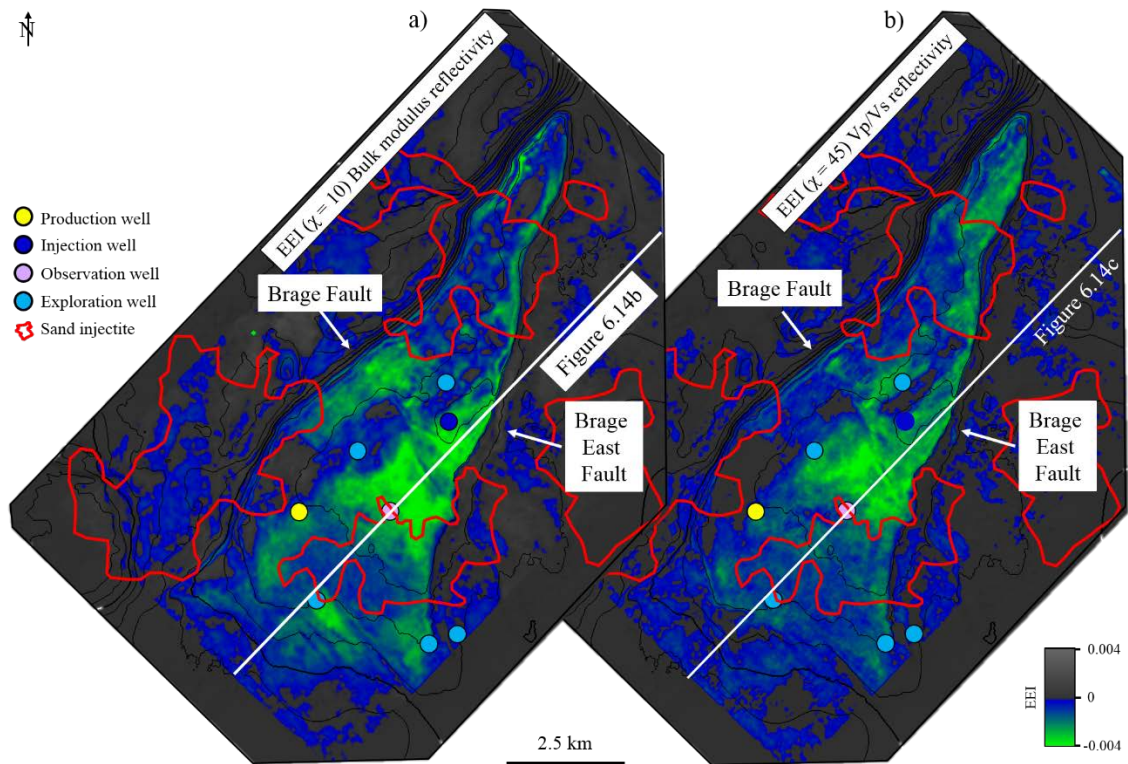 N
a)
b)
EEI (χ = 10) Bulk modulus reflectivity
EEI (χ = 45) Vp/Vs reflectivity
Production well
Injection well
Observation well
Exploration well
Sand injectite
Brage Fault
Figure 6.14b
Brage
East
Fault
Brage Fault
Figure 6.14c
Brage
East
Fault
2.5 km
EEI
0.004
0
-0.004